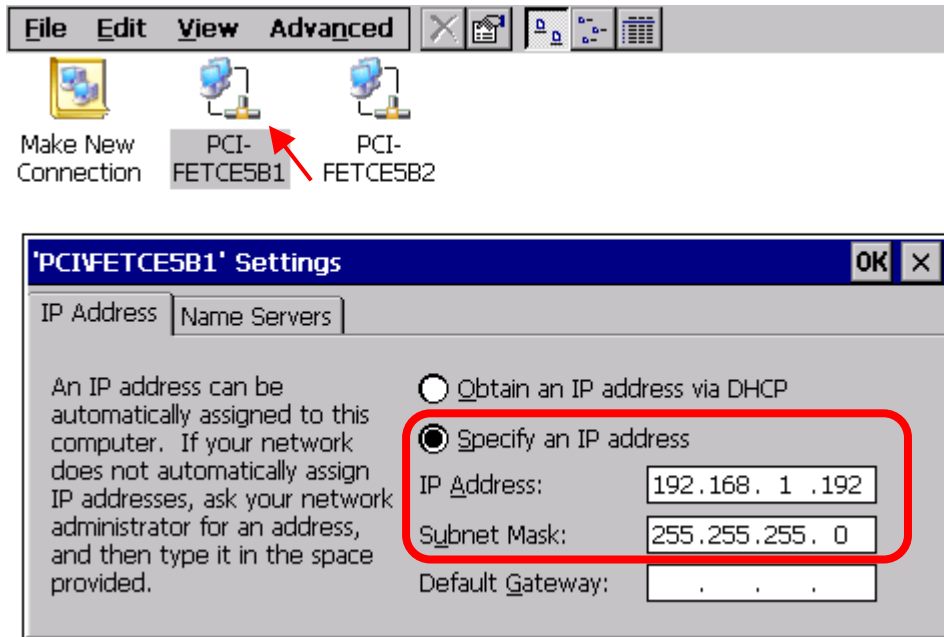 File Edit View Advanced
Make New Connection
PCI-FETCE5B1
PCI-FETCE5B2
'PCI\FETCE5B1' Settings OK ×
IP Address Name Servers
An IP address can be
automatically assigned to this
computer. If your network
does not automatically assign
IP addresses, ask your network
administrator for an address,
and then type it in the space
provided.
Obtain an IP address via DHCP
Specify an IP address
IP Address: 192.168. 1 .192
Subnet Mask: 255.255.255. 0
Default Gateway: . . .